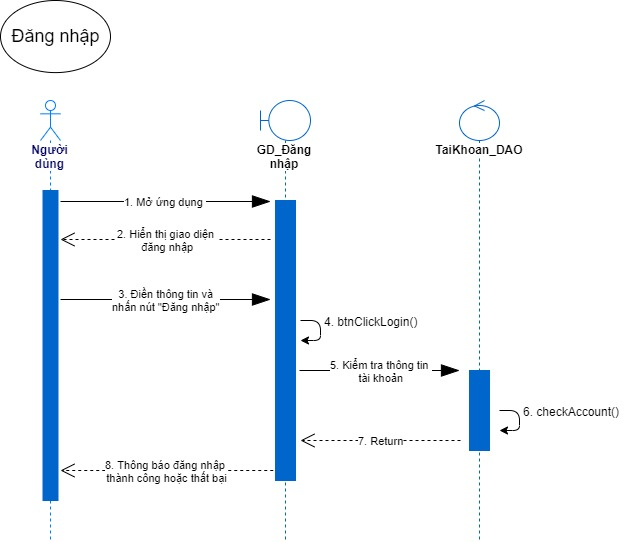 Đăng nhập
Người
dùng
GD_Đăng
nhập
TaiKhoan_DAO
1. Mở ứng dụng
2. Hiển thị giao diện
đăng nhập
3. Điền thông tin và
nhấn nút "Đăng nhập"
4. btnClickLogin()
5. Kiểm tra thông tin
tài khoản
6. checkAccount()
7. Return
8. Thông báo đăng nhập
thành công hoặc thất bại